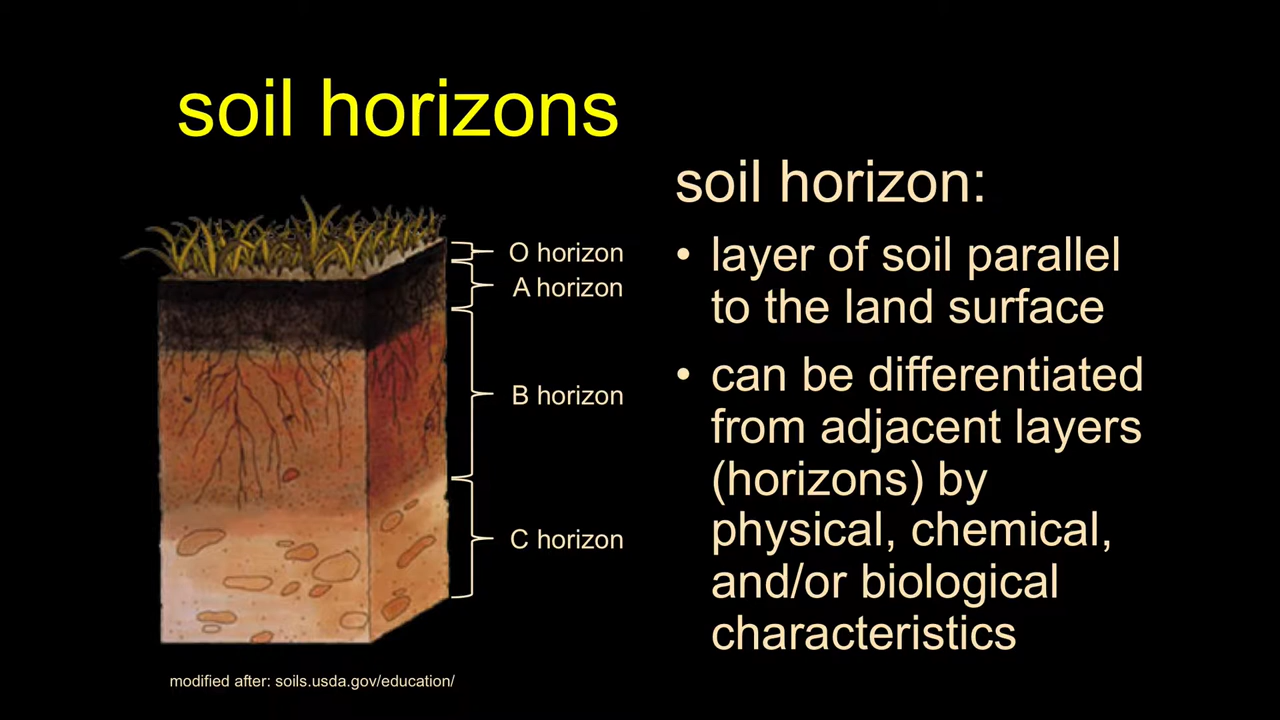 soil horizons
soil horizon:
• layer of soil parallel
to the land surface
• can be differentiated
from adjacent layers
(horizons) by
physical, chemical,
and/or biological
characteristics
O horizon
A horizon
B horizon
C horizon
modified after: soils.usda.gov/education/